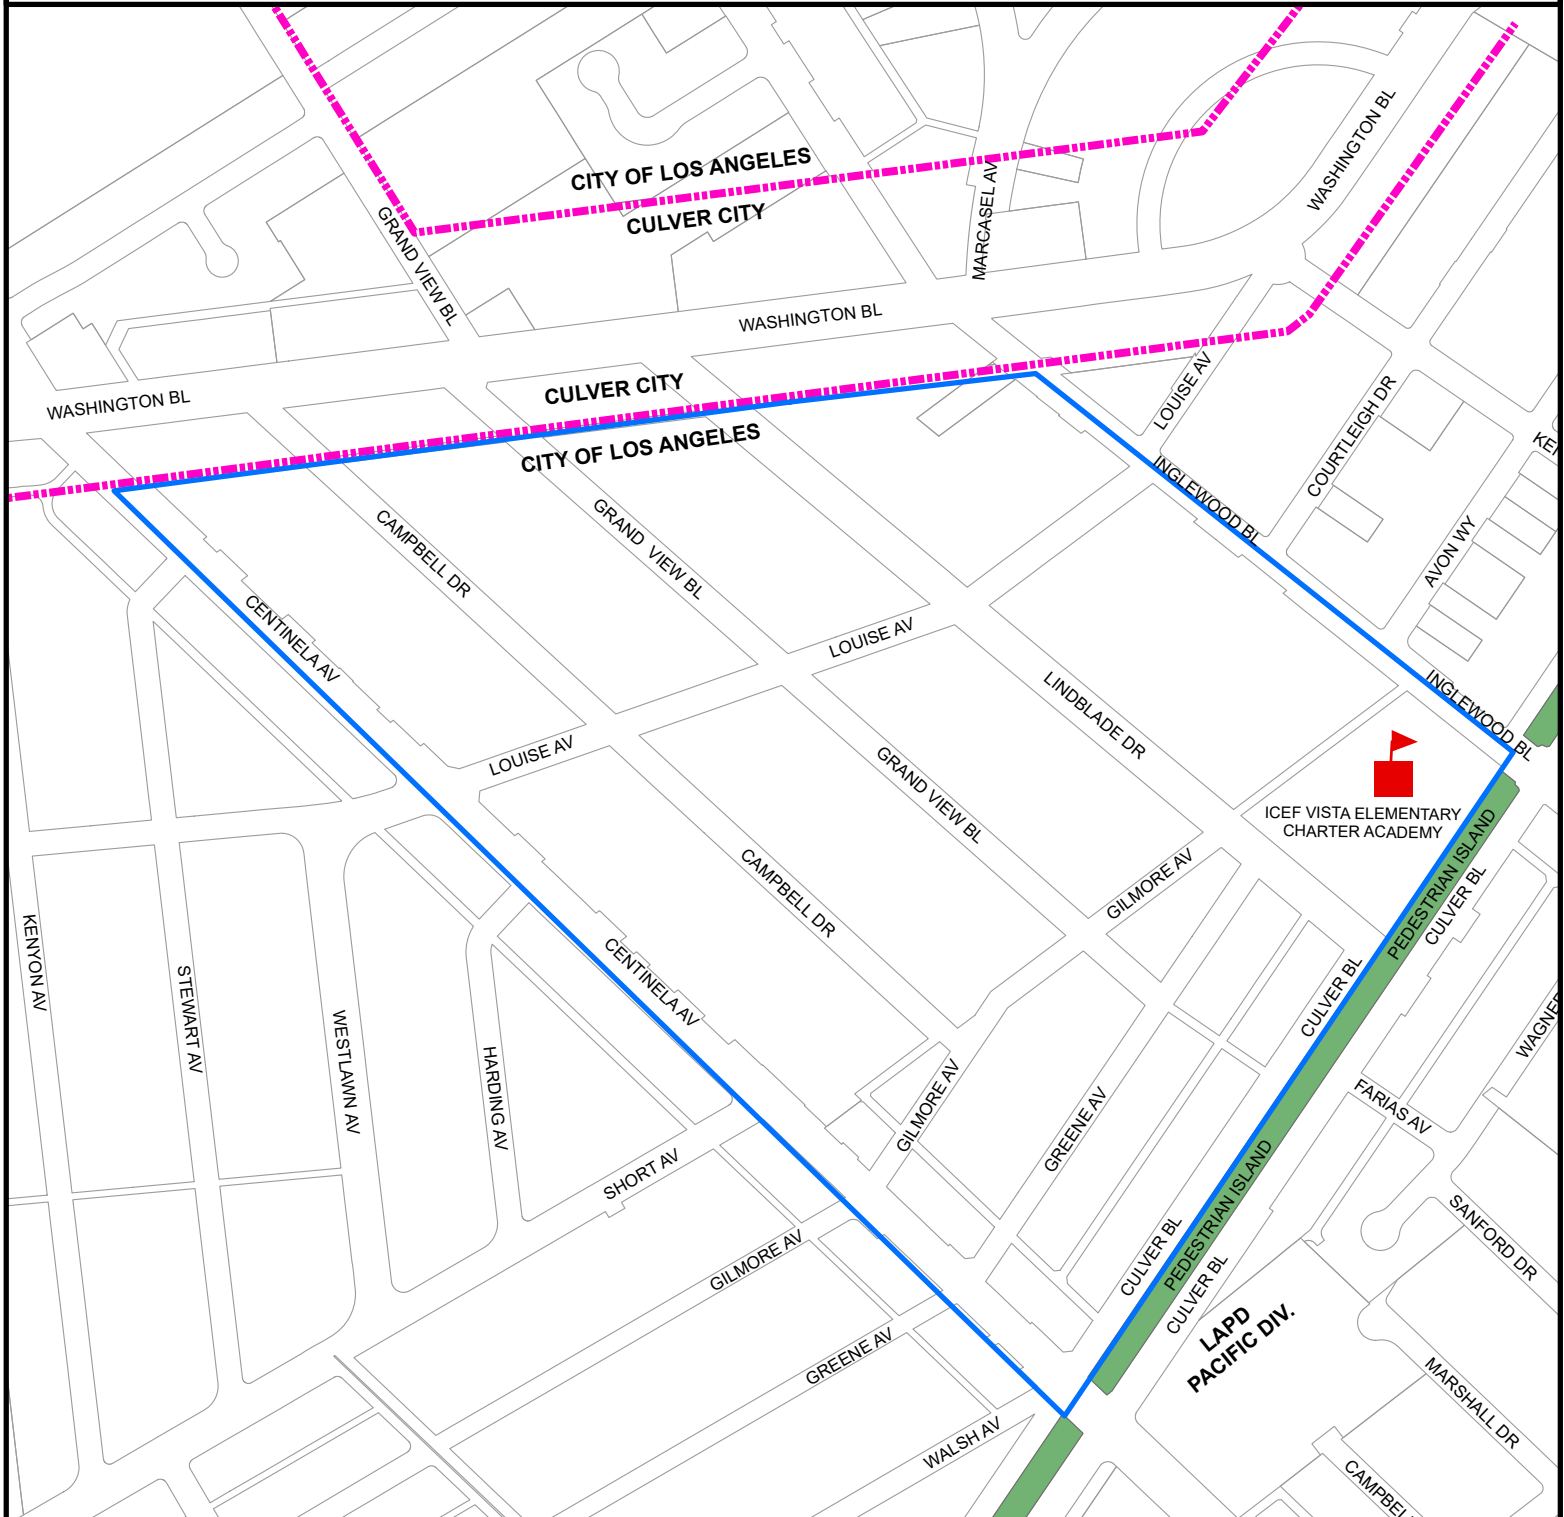 WASHINGTON BL
CITY OF LOS ANGELES
CULVER CITY
MARCASEL AV
GRAND VIEW BL
WASHINGTON BL
LOUISE AV
COURTLEIGH DR
CULVER CITY
WASHINGTON BL
CITY OF LOS ANGELES
INGLEWOOD BL
AVON WY
CAMPBELL DR
GRAND VIEW BL
CENTINELA AV
LOUISE AV
LINDBLADE DR
INGLEWOOD BL
LOUISE AV
GRAND VIEW BL
ICEF VISTA ELEMENTARY
CHARTER ACADEMY
PEDESTRIAN ISLAND
CULVER BL
GILMORE AV
CAMPBELL DR
KENYON AV
STEWART AV
CENTINELA AV
CULVER BL
WESTLAWN AV
HARDING AV
GILMORE AV
GREENE AV
FARIAS AV
SHORT AV
PEDESTRIAN ISLAND
CULVER BL
CULVER BL
SANFORD DR
GILMORE AV
GREENE AV
LAPD
PACIFIC DIV.
MARSHALL DR
WALSH AV